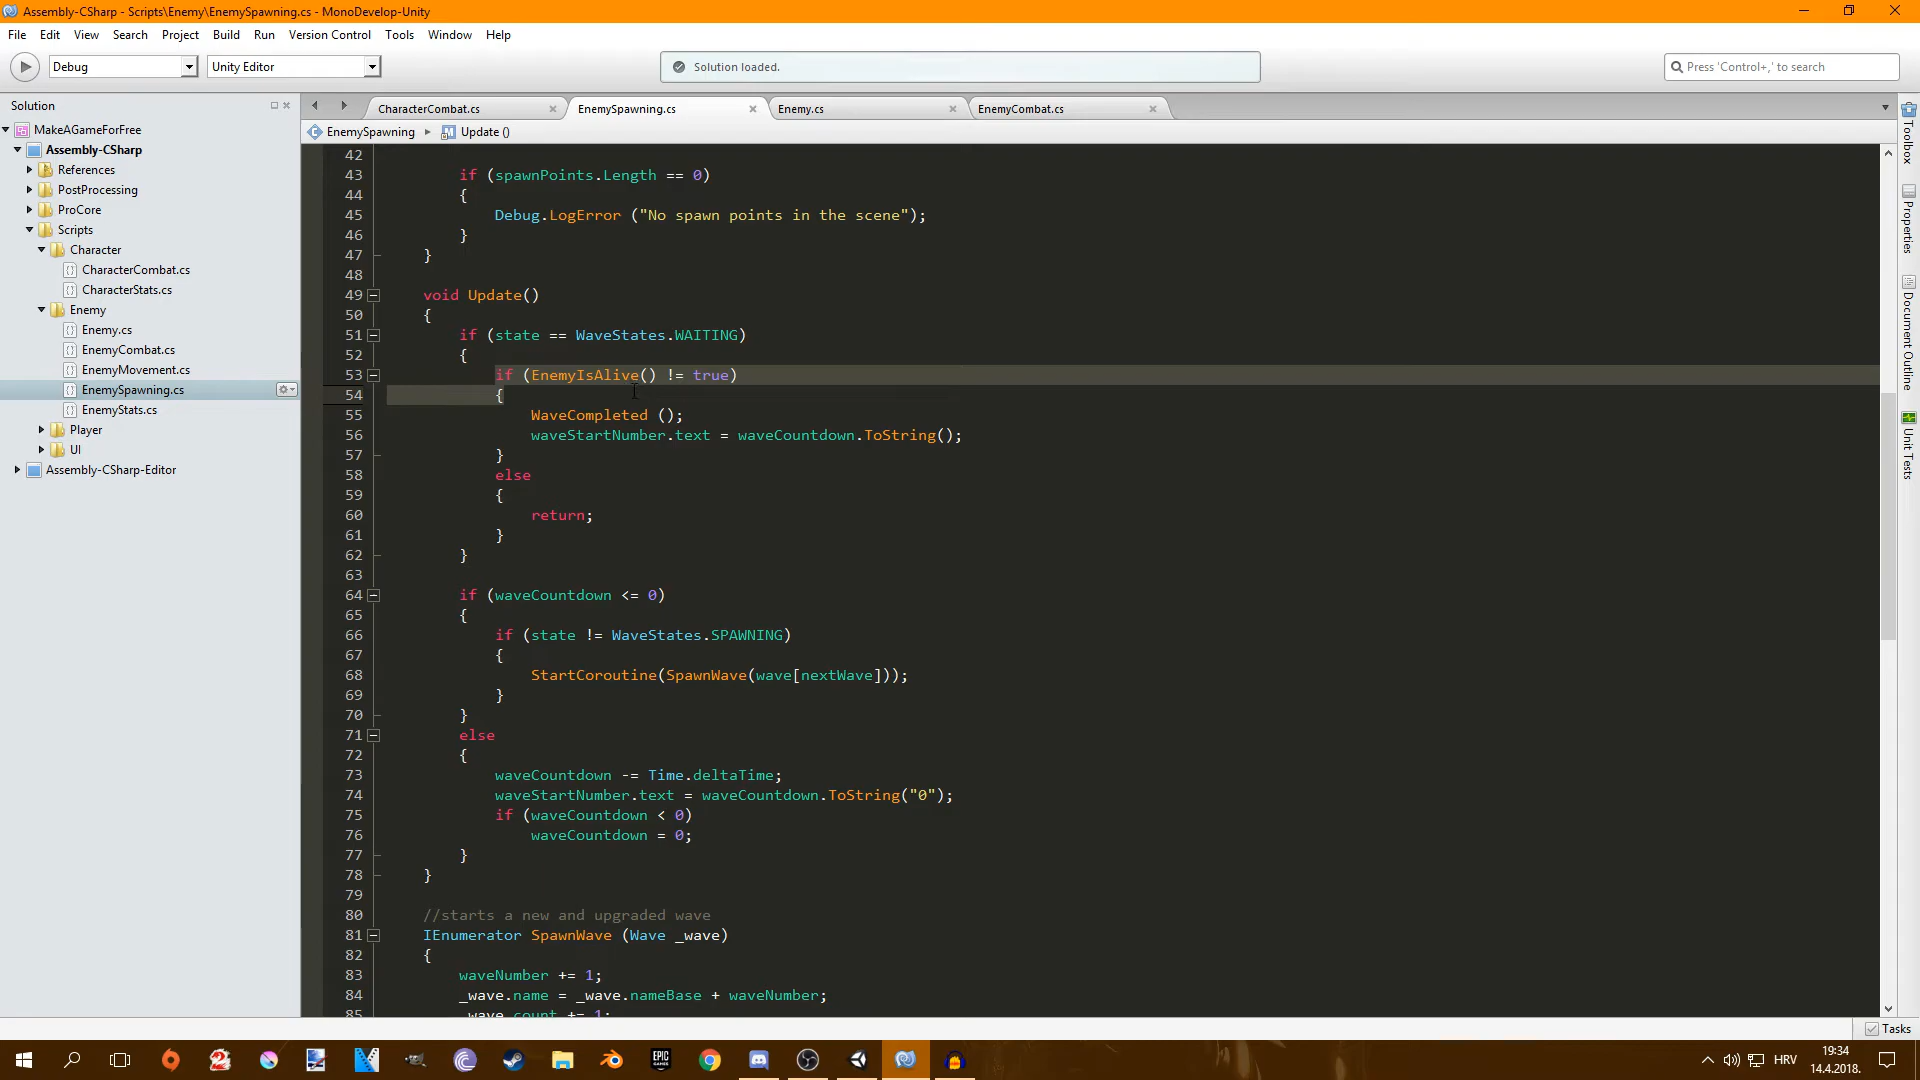 Assembly-CSharp - Scripts\Enemy\EnemySpawning.cs - MonoDevelop-Unity
File Edit View Search Project Build Run Version Control Tools Window Help
Debug Unity Editor Solution loaded. Press 'Control+,' to search
Solution
CharacterCombat.cs EnemySpawning.cs Enemy.cs EnemyCombat.cs
EnemySpawning Update ()
MakeAGameForFree
Assembly-CSharp
References
PostProcessing
ProCore
Scripts
Character
CharacterCombat.cs
CharacterStats.cs
Enemy
Enemy.cs
EnemyCombat.cs
EnemyMovement.cs
EnemySpawning.cs
EnemyStats.cs
Player
UI
Assembly-CSharp-Editor
42
43 if (spawnPoints.Length == 0)
44 {
45 Debug.LogError ("No spawn points in the scene");
46 }
47 }
48
49 void Update()
50 {
51 if (state == WaveStates.WAITING)
52 {
53 if (EnemyIsAlive() != true)
54 {
55 WaveCompleted ();
56 waveStartNumber.text = waveCountdown.ToString();
57 }
58 else
59 {
60 return;
61 }
62 }
63
64 if (waveCountdown <= 0)
65 {
66 if (state != WaveStates.SPAWNING)
67 {
68 StartCoroutine(SpawnWave(wave[nextWave]));
69 }
70 }
71 else
72 {
73 waveCountdown -= Time.deltaTime;
74 waveStartNumber.text = waveCountdown.ToString("0");
75 if (waveCountdown < 0)
76 waveCountdown = 0;
77 }
78 }
79
80 //starts a new and upgraded wave
81 IEnumerator SpawnWave (Wave _wave)
82 {
83 waveNumber += 1;
84 _wave.name = _wave.nameBase + waveNumber;
85 _wave.count += 1;
Toolbox
Properties
Document Outline
Unit Tests
Tasks
EPIC GAMES
HRV
19:34
14.4.2018.